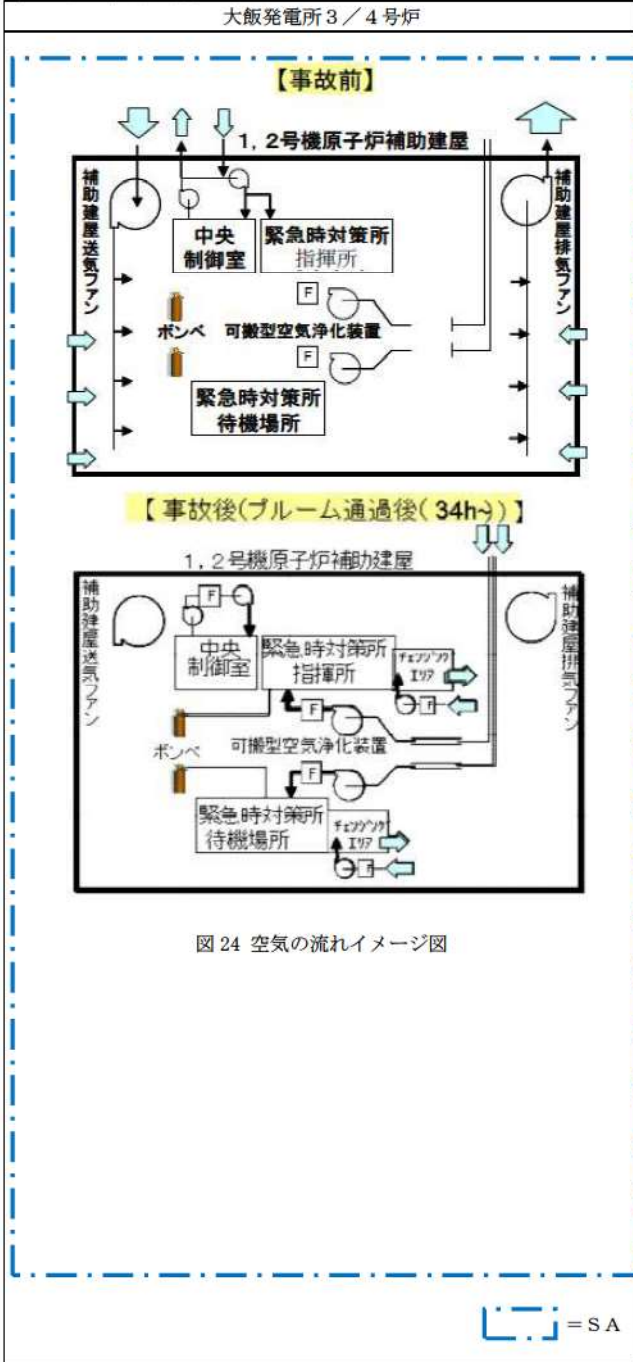 大飯発電所３／４号炉
【事故前】
1,2号機原子炉補助建屋
補助建屋送気ファン
中央
制御室
緊急時対策所
指揮所
補助建屋排気ファン
F
ボンベ
可搬型空気浄化装置
F
緊急時対策所
待機場所
【事故後(プルーム通過後(34h~))】
1,2号機原子炉補助建屋
補助建屋送気ファン
F
中央
制御室
緊急時対策所
指揮所
チェンジング
エリア
補助建屋排気ファン
F
F
ボンベ
可搬型空気浄化装置
F
緊急時対策所
待機場所
チェンジング
エリア
F
図24 空気の流れイメージ図
＝ＳＡ